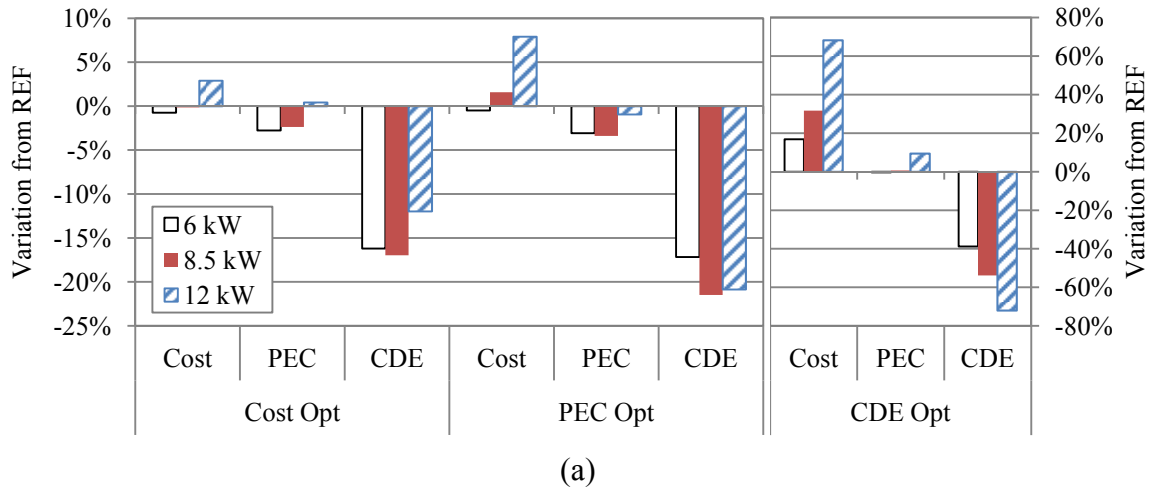 10%
5%
0%
-5%
-10%
-15%
-20%
-25%
Variation from REF
6 kW
8.5 kW
12 kW
80%
60%
40%
20%
0%
-20%
-40%
-60%
-80%
Variation from REF
Cost PEC CDE Cost PEC CDE Cost PEC CDE
Cost Opt PEC Opt CDE Opt
(a)